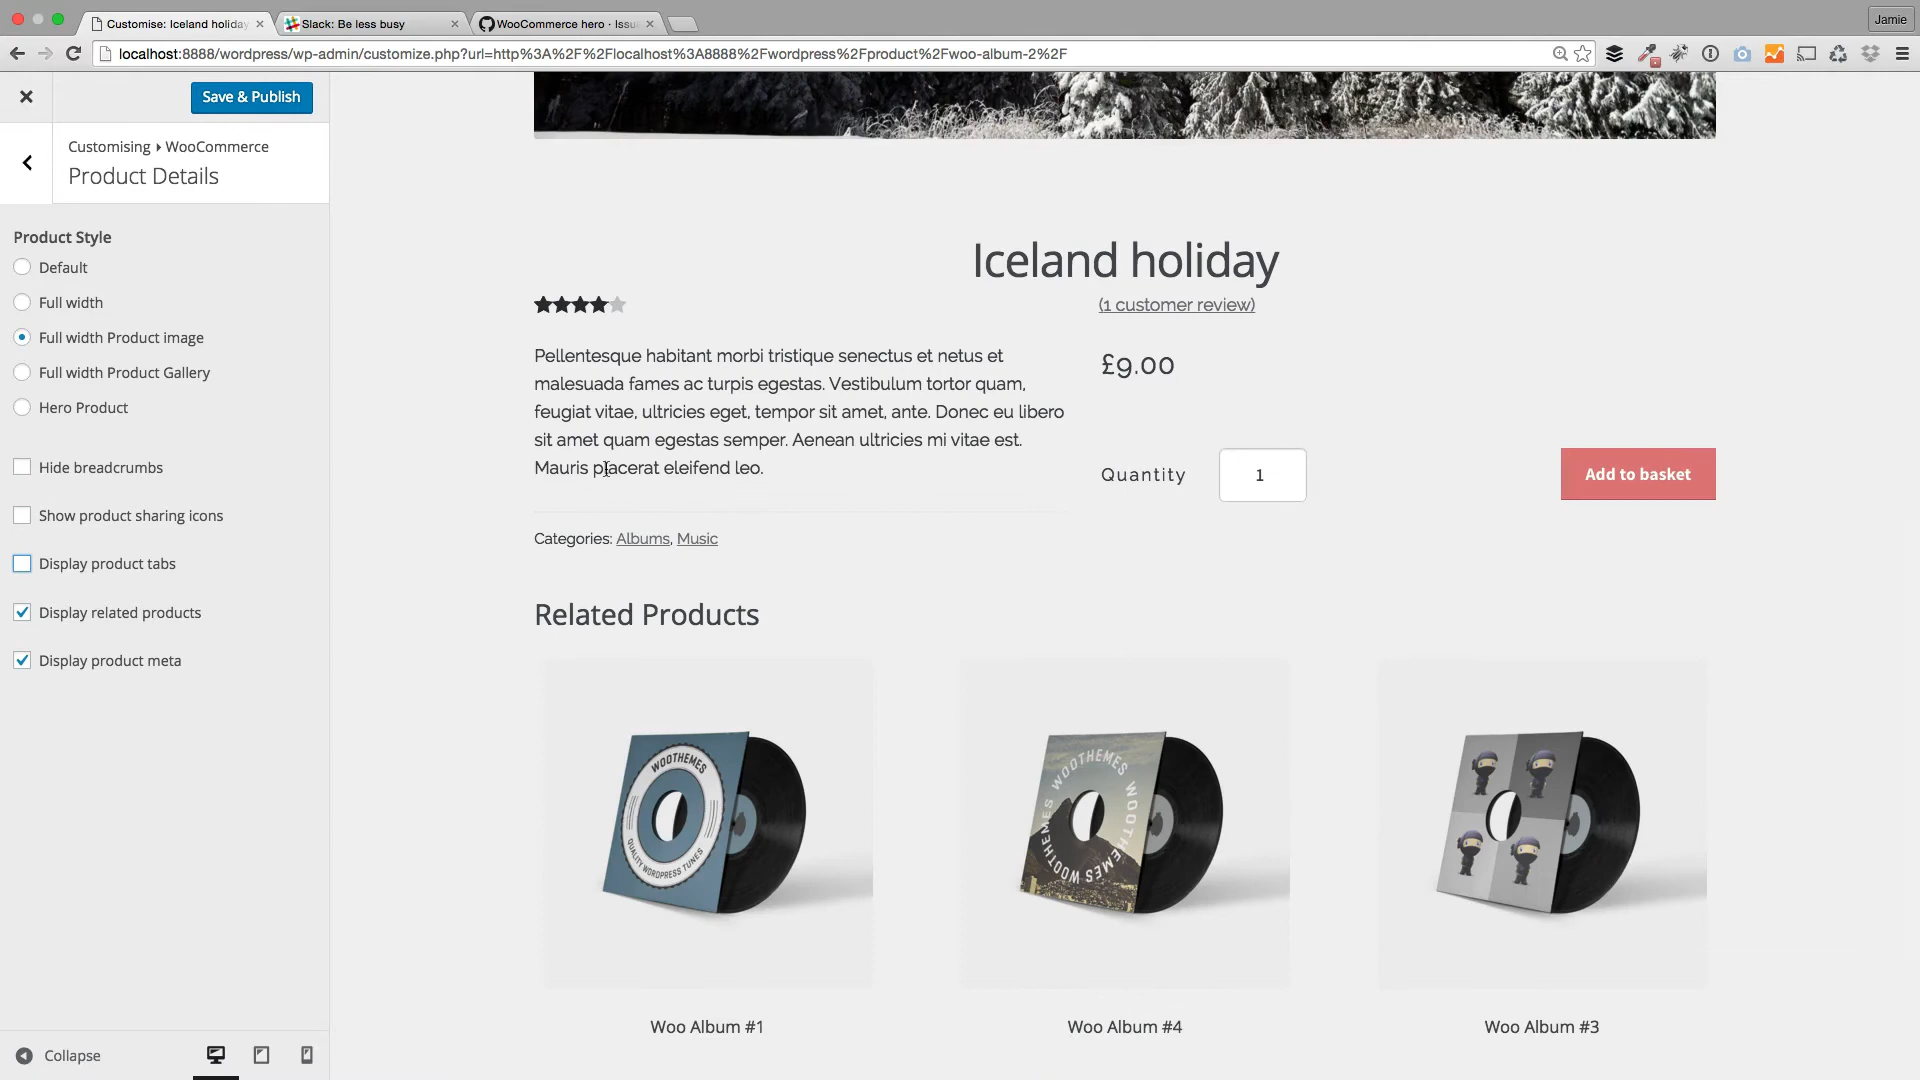 Customise: Iceland holiday
Slack: Be less busy
WooCommerce hero · Issu
Jamie
localhost:8888/wordpress/wp-admin/customize.php?url=http%3A%2F%2Flocalhost%3A8888%2Fwordpress%2Fproduct%2Fwoo-album-2%2F
Save & Publish
Customising ▸ WooCommerce
Product Details
Product Style
Default
Full width
Full width Product image
Full width Product Gallery
Hero Product
Hide breadcrumbs
Show product sharing icons
Display product tabs
Display related products
Display product meta
Collapse
Iceland holiday
(1 customer review)
Pellentesque habitant morbi tristique senectus et netus et
malesuada fames ac turpis egestas. Vestibulum tortor quam,
feugiat vitae, ultricies eget, tempor sit amet, ante. Donec eu libero
sit amet quam egestas semper. Aenean ultricies mi vitae est.
Mauris placerat eleifend leo.
£9.00
Quantity 1
Add to basket
Categories: Albums, Music
Related Products
WOOTHEMES
QUALITY WORDPRESS TUNES
WOOTHEMES WOOTHEMES WOOTHEMES
Woo Album #1
Woo Album #4
Woo Album #3